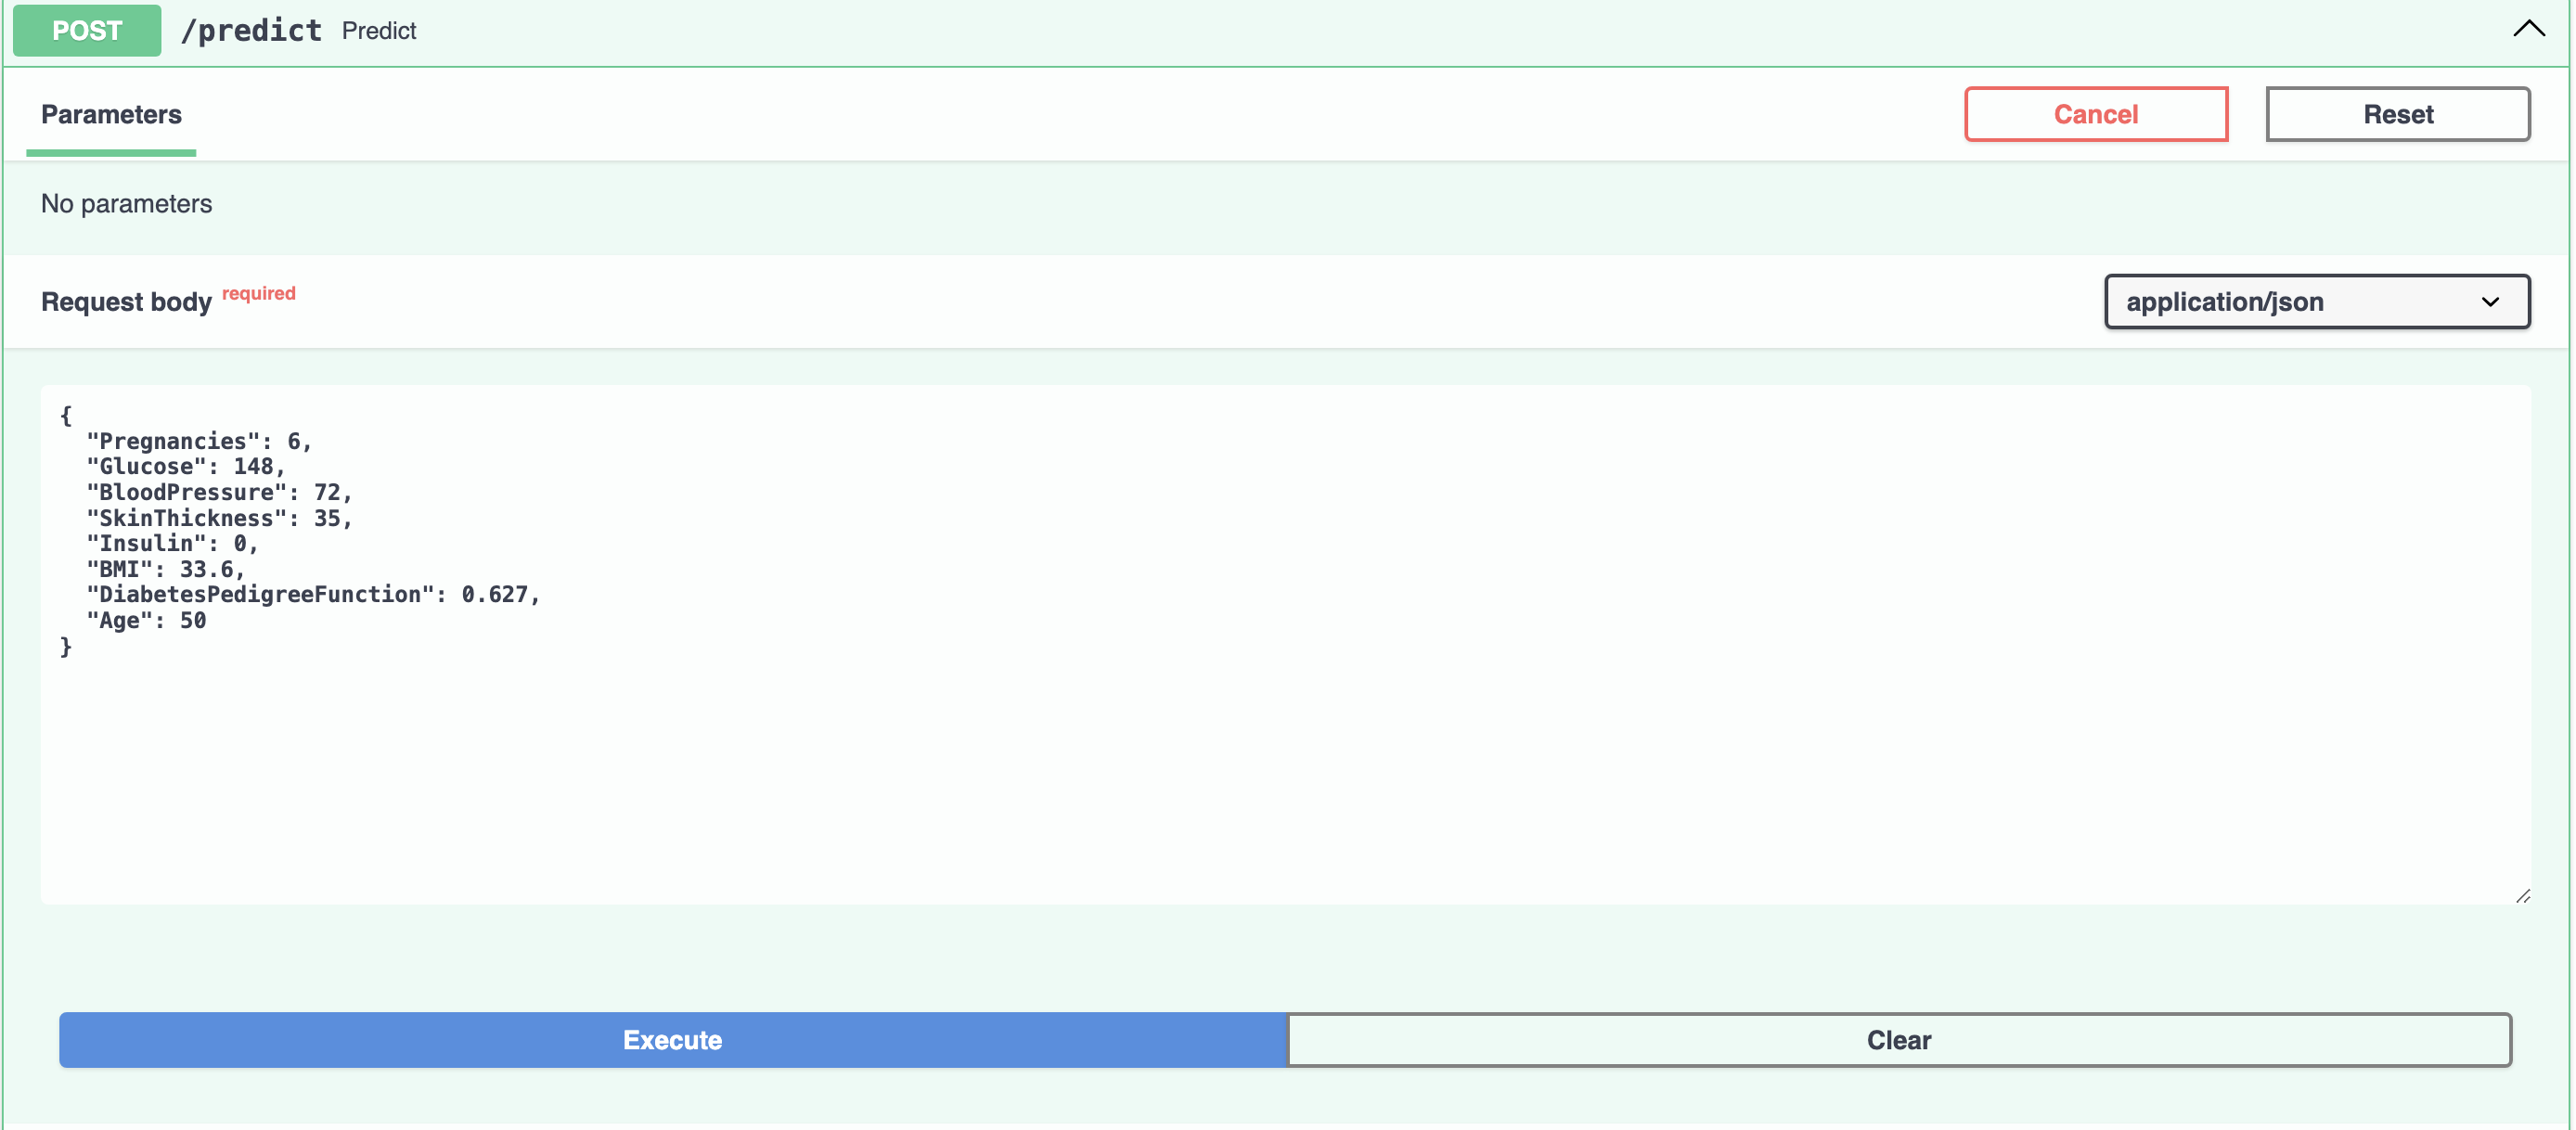 POST /predict Predict
Parameters
Cancel Reset
No parameters
Request body required
application/json
{
  "Pregnancies": 6,
  "Glucose": 148,
  "BloodPressure": 72,
  "SkinThickness": 35,
  "Insulin": 0,
  "BMI": 33.6,
  "DiabetesPedigreeFunction": 0.627,
  "Age": 50
}
Execute Clear